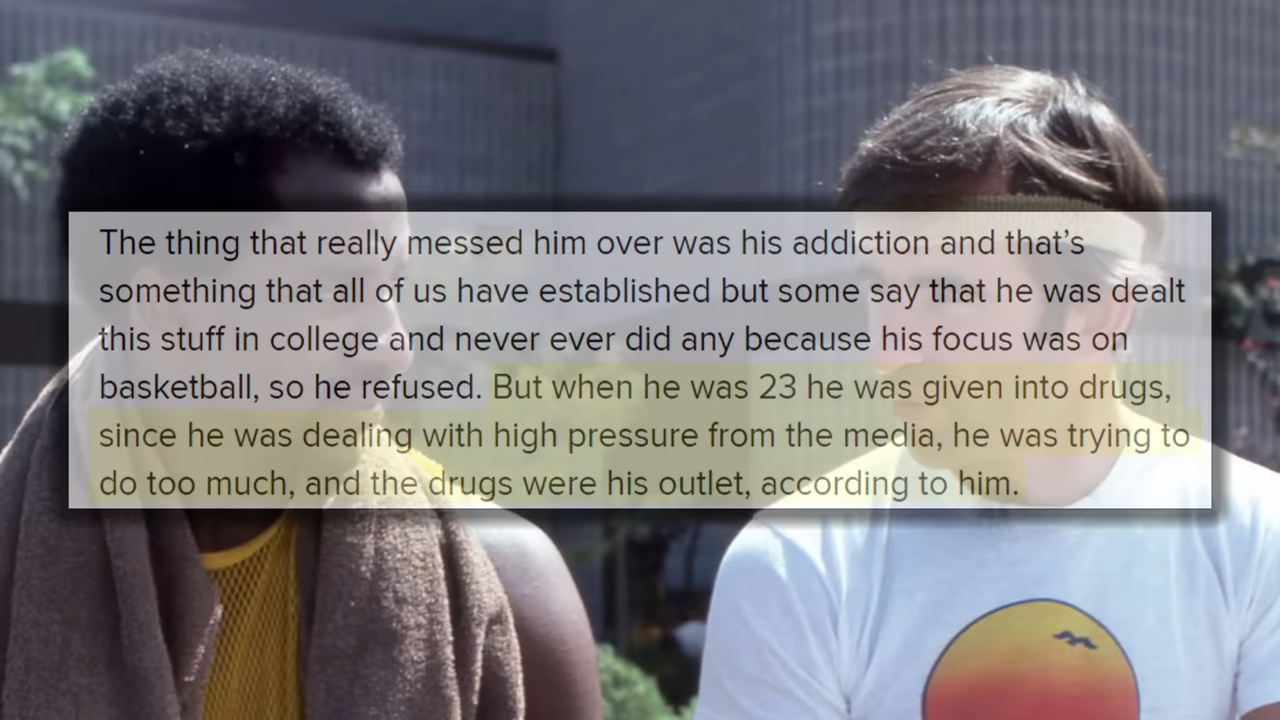 The thing that really messed him over was his addiction and that's
something that all of us have established but some say that he was dealt
this stuff in college and never ever did any because his focus was on
basketball, so he refused. But when he was 23 he was given into drugs,
since he was dealing with high pressure from the media, he was trying to
do too much, and the drugs were his outlet, according to him.